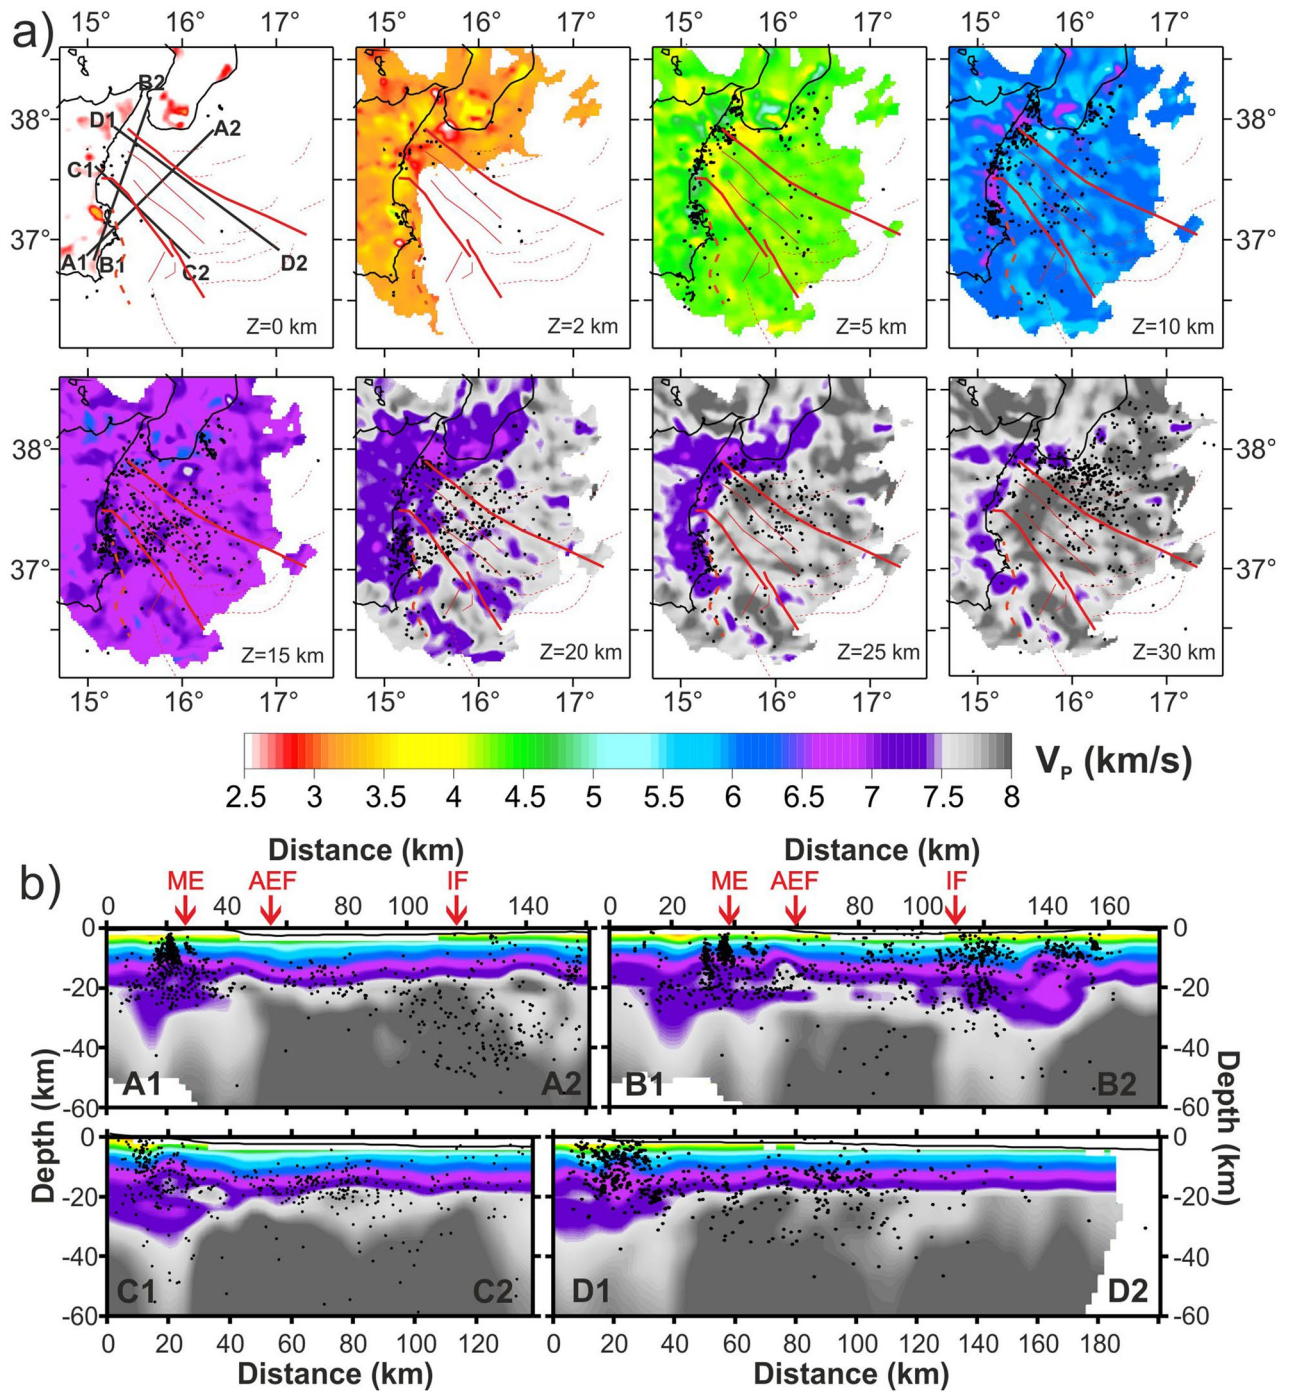 a)
15° 16° 17° 15° 16° 17° 15° 16° 17° 15° 16° 17°
38° 38°
37° 37°
B2
D1 A2
C1
A1 B1 C2 D2
Z=0 km Z=2 km Z=5 km Z=10 km
38° 38°
37° 37°
Z=15 km Z=20 km Z=25 km Z=30 km
15° 16° 17° 15° 16° 17° 15° 16° 17° 15° 16° 17°
2.5 3 3.5 4 4.5 5 5.5 6 6.5 7 7.5 8
VP (km/s)
b)
Distance (km) Distance (km)
ME AEF IF ME AEF IF
0 40 80 100 140 0 40 80 100 140 160
0 0
-20 -20
-40 -40
-60 -60
A1 A2 B1 B2
Depth (km) Depth (km)
0 0
-20 -20
-40 -40
-60 -60
C1 C2 D1 D2
0 20 40 60 80 100 120 0 20 40 60 80 100 120 140 160 180
Distance (km) Distance (km)